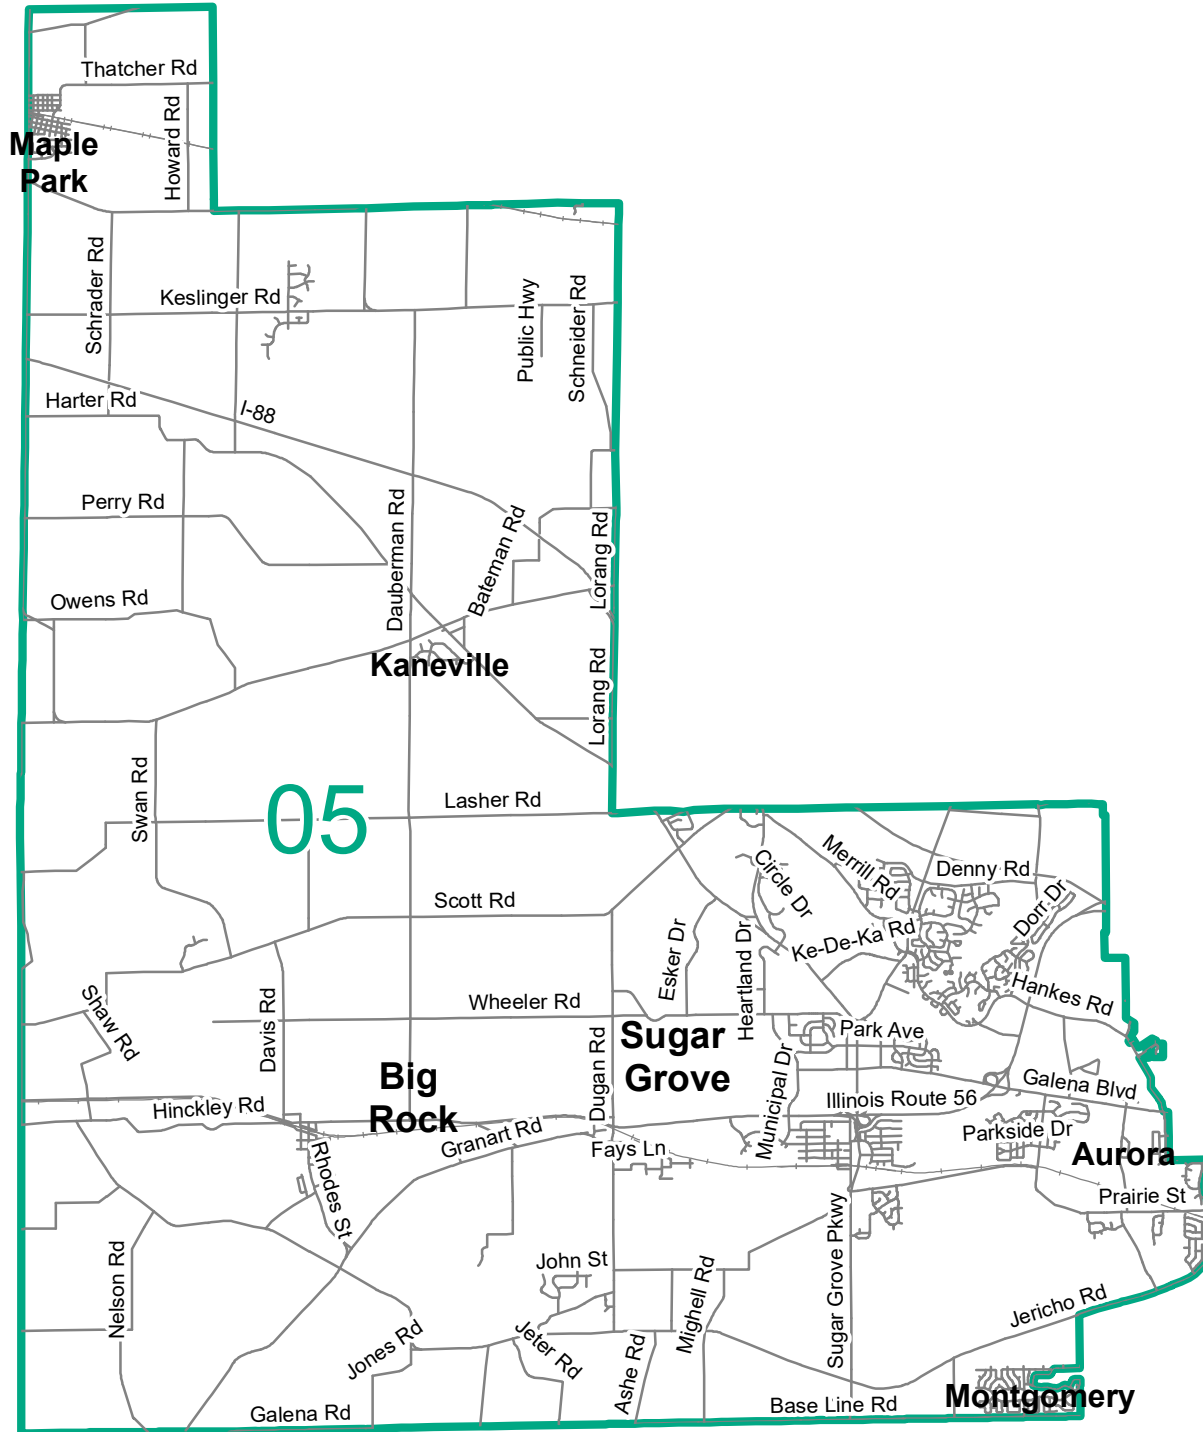 Thatcher Rd
Howard Rd
Maple
Park
Schrader Rd
Keslinger Rd
Public Hwy
Schneider Rd
Harter Rd
I-88
Perry Rd
Dauberman Rd
Bateman Rd
Lorang Rd
Owens Rd
Kaneville
Lorang Rd
Swan Rd
05
Lasher Rd
Circle Dr
Merrill Rd
Denny Rd
Scott Rd
Dorr Dr
Esker Dr
Heartland Dr
Ke-De-Ka Rd
Shaw Rd
Davis Rd
Wheeler Rd
Hankes Rd
Sugar
Grove
Park Ave
Dugan Rd
Municipal Dr
Big
Rock
Galena Blvd
Hinckley Rd
Illinois Route 56
Granart Rd
Fays Ln
Parkside Dr
Aurora
Rhodes St
Prairie St
Nelson Rd
John St
Mighell Rd
Sugar Grove Pkwy
Jericho Rd
Jones Rd
Jeter Rd
Ashe Rd
Montgomery
Galena Rd
Base Line Rd